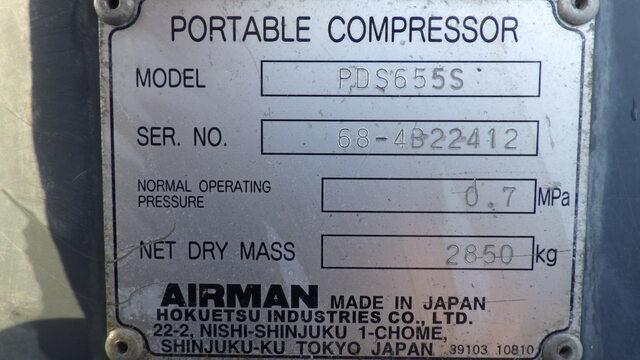 PORTABLE COMPRESSOR
MODEL PDS655S
SER. NO. 68-4B22412
NORMAL OPERATING PRESSURE 0.7 MPa
NET DRY MASS 2850 kg
AIRMAN MADE IN JAPAN
HOKUETSU INDUSTRIES CO., LTD.
22-2, NISHI-SHINJUKU 1-CHOME,
SHINJUKU-KU TOKYO JAPAN 39103 10810